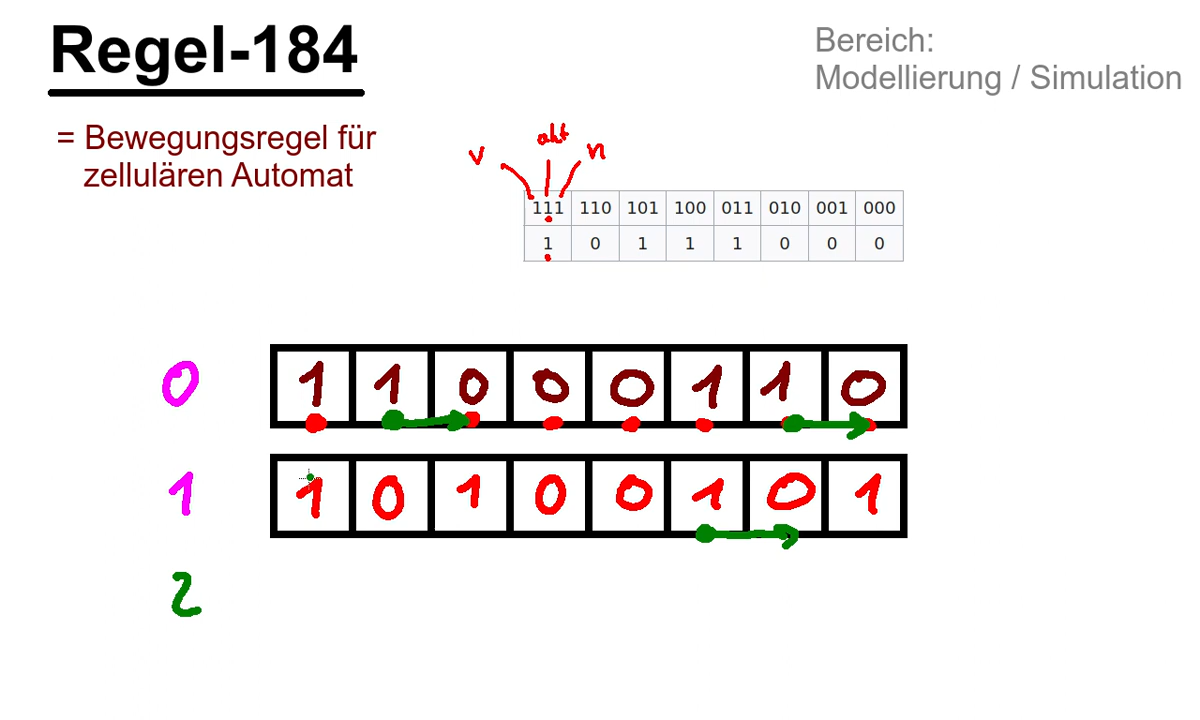 Regel-184
Bereich:
Modellierung / Simulation
= Bewegungsregel für
zellulären Automat
v akt n
111 110 101 100 011 010 001 000
1 0 1 1 1 0 0 0
0 1 1 0 0 0 1 1 0
1 1 0 1 0 0 1 0 1
2